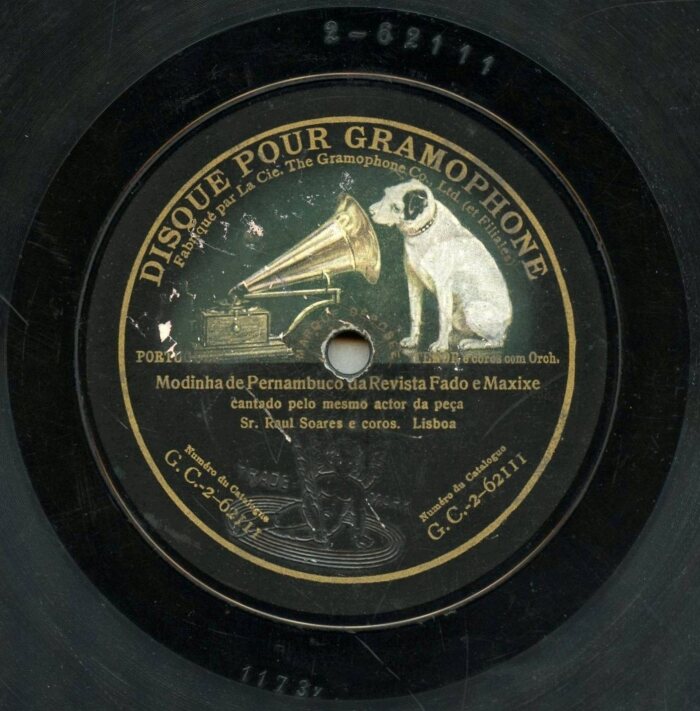 2-62111
DISQUE POUR GRAMOPHONE
Fabriqué par La Cie. The Gramophone Co., Ltd. (et Filiales)
e coros com Orch.
Modinha de Pernambuco da Revista Fado e Maxixe
cantado pelo mesmo actor da peça
Sr. Raul Soares e coros. Lisboa
Numéro du Catalogue
G. C.-2-62111
Numéro du Catalogue
G. C.-2-62111
TRADE MARK